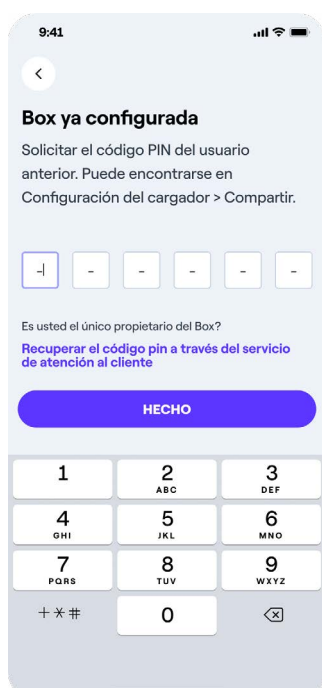 9:41
Box ya configurada
Solicitar el código PIN del usuario
anterior. Puede encontrarse en
Configuración del cargador > Compartir.
- - - - - -
Es usted el único propietario del Box?
Recuperar el código pin a través del servicio
de atención al cliente
HECHO
1 2 3
ABC DEF
4 5 6
GHI JKL MNO
7 8 9
PQRS TUV WXYZ
+*# 0